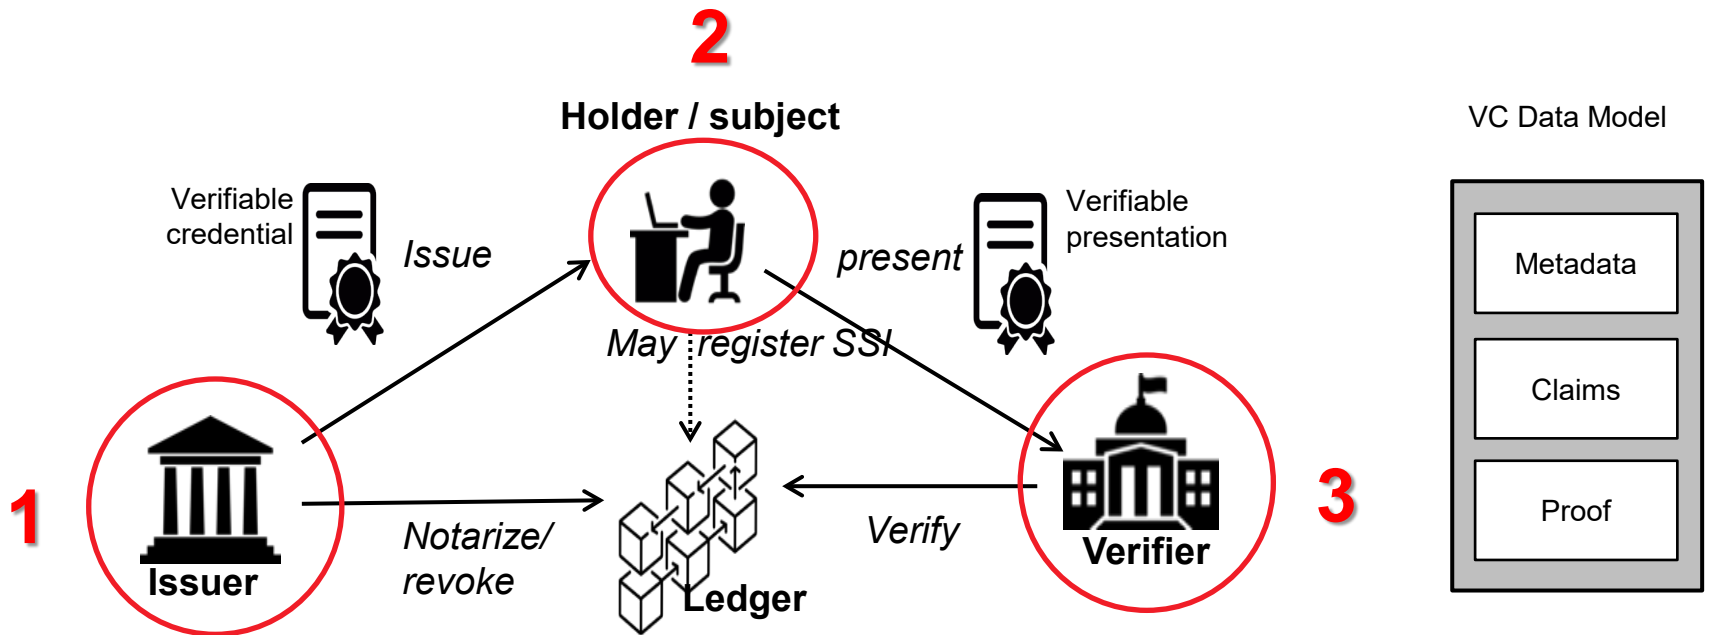 2
Holder / subject
VC Data Model
Verifiable
credential
Issue
present
Verifiable
presentation
Metadata
May register SSI
Claims
1
Issuer
Notarize/
revoke
Ledger
Verify
Verifier
3
Proof